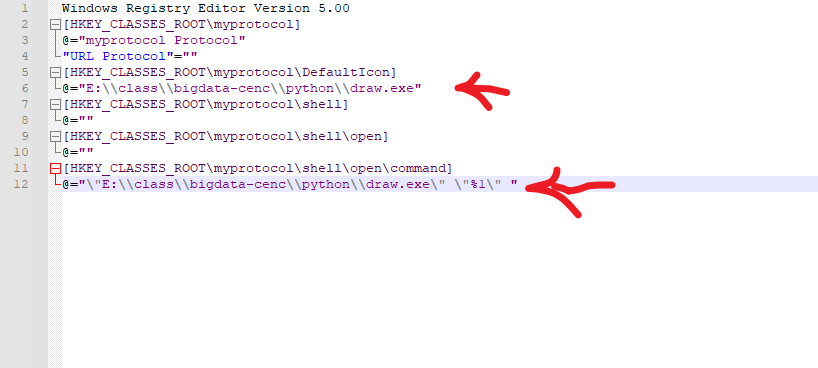 1 Windows Registry Editor Version 5.00
2 [HKEY_CLASSES_ROOT\myprotocol]
3 @="myprotocol Protocol"
4 "URL Protocol"=""
5 [HKEY_CLASSES_ROOT\myprotocol\DefaultIcon]
6 @="E:\\class\\bigdata-cenc\\python\\draw.exe"
7 [HKEY_CLASSES_ROOT\myprotocol\shell]
8 @=""
9 [HKEY_CLASSES_ROOT\myprotocol\shell\open]
10 @=""
11 [HKEY_CLASSES_ROOT\myprotocol\shell\open\command]
12 @="\"E:\\class\\bigdata-cenc\\python\\draw.exe\" \"%1\" "